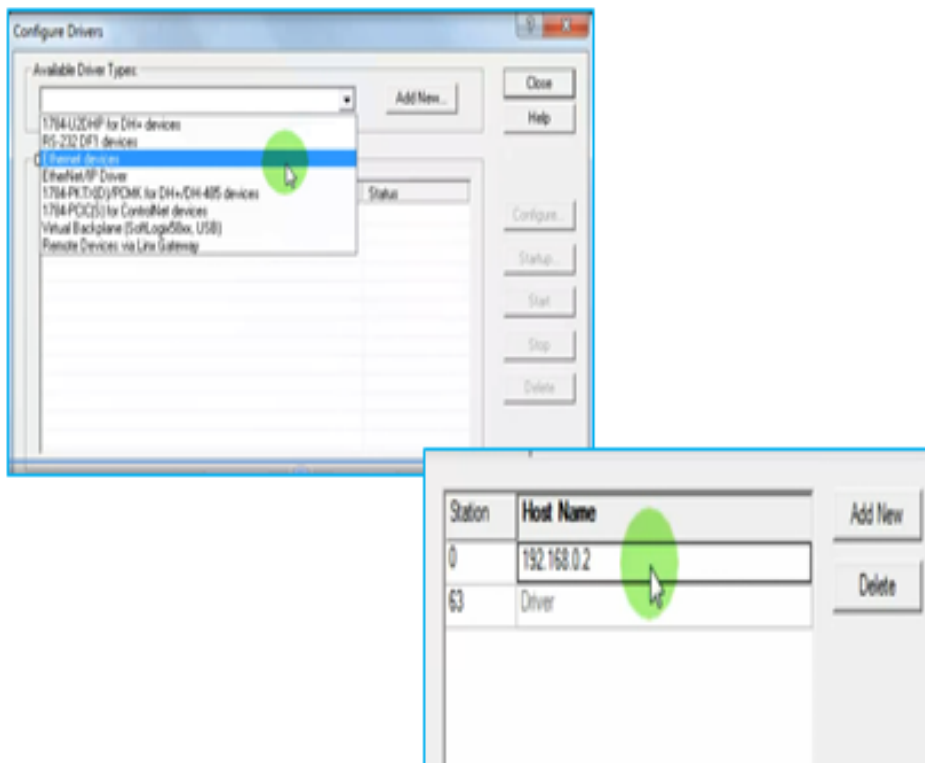 Configure Drivers
Available Driver Types:
Add New...
Close
Help
1784-U2DHP for DH+ devices
RS-232 DF1 devices
Ethernet devices
EtherNet/IP Driver
1784-PKTX(D)/PCMK for DH+/DH-485 devices
1784-PCIC(S) for ControlNet devices
Virtual Backplane (SoftLogix58xx, USB)
Remote Devices via Linx Gateway
Status
Configure...
Startup...
Start
Stop
Delete
Station Host Name
Add New
0 192.168.0.2
Delete
63 Driver